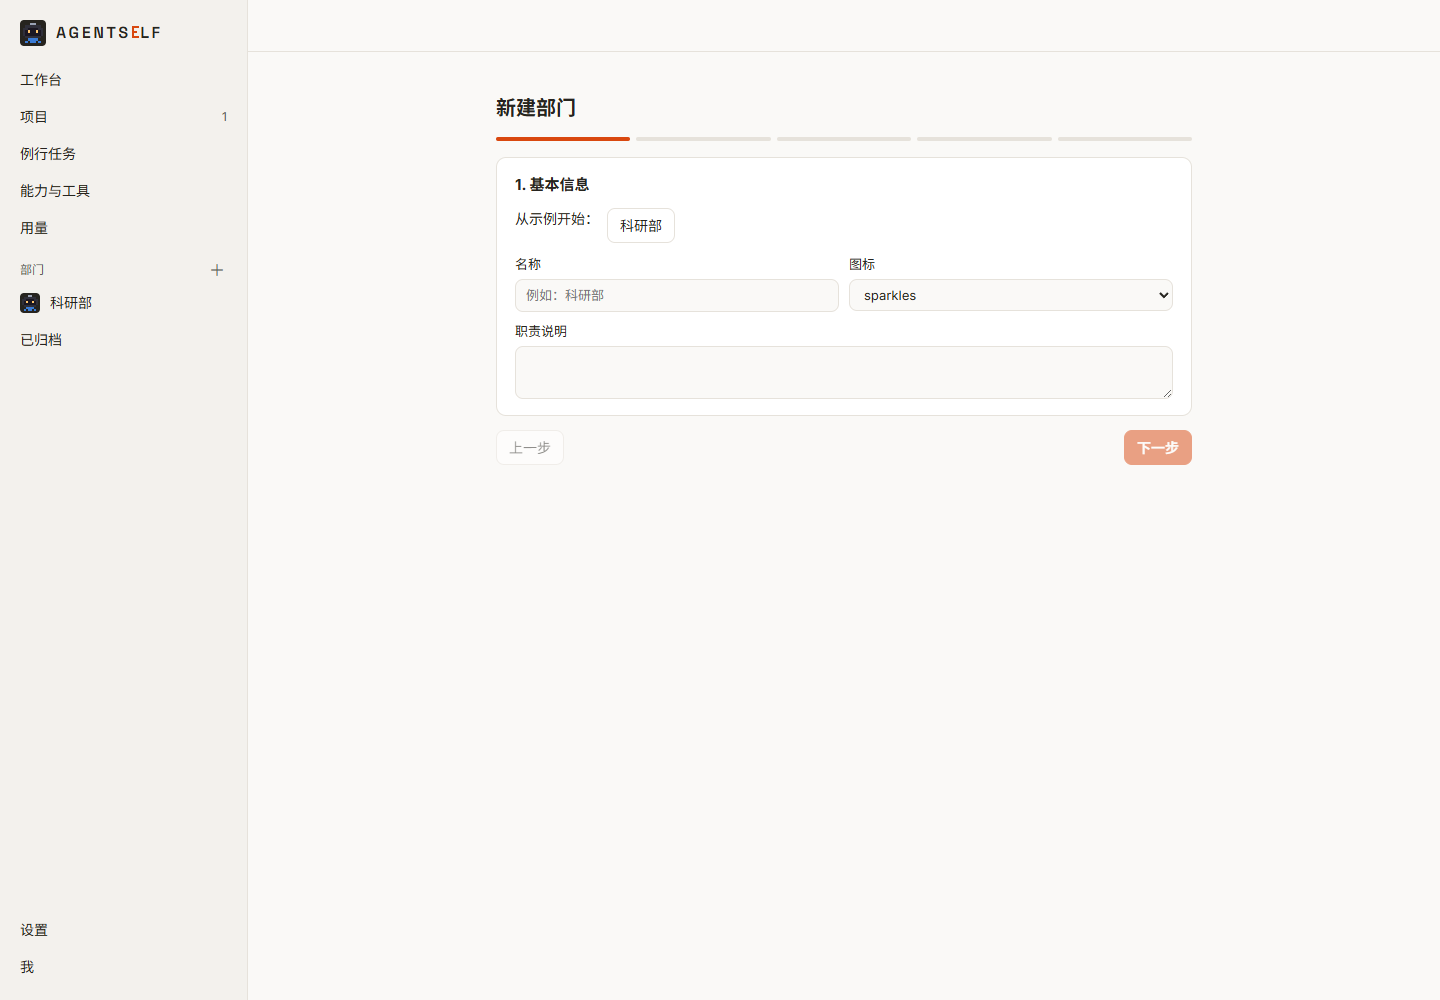 AGENTSELF
工作台
项目 1
例行任务
能力与工具
用量
部门
科研部
已归档
设置
我
新建部门
1. 基本信息
从示例开始： 科研部
名称 图标
例如：科研部 sparkles
职责说明
上一步 下一步